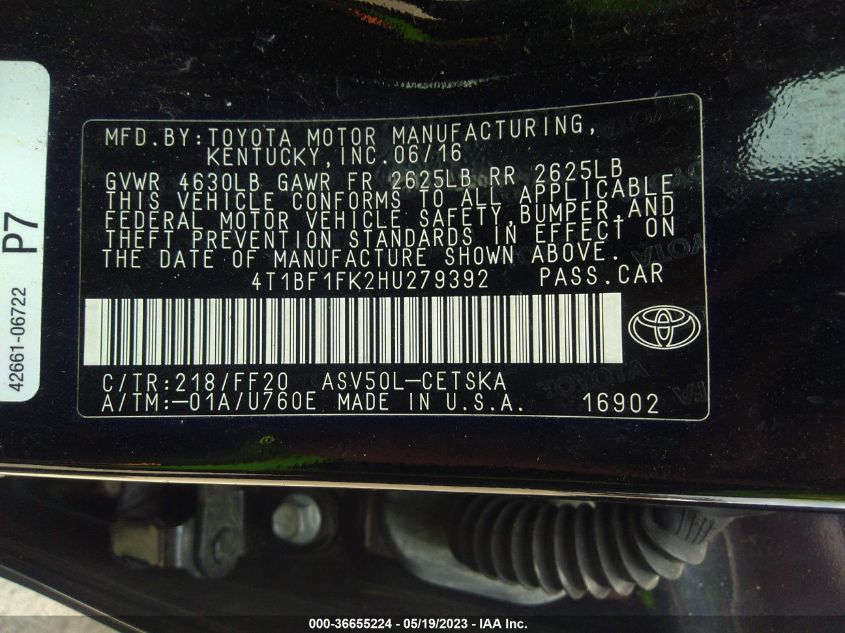 MFD.BY:TOYOTA MOTOR MANUFACTURING,
KENTUCKY,INC.06/16
GVWR 4630LB GAWR FR 2625LB RR 2625LB
THIS VEHICLE CONFORMS TO ALL APPLICABLE
FEDERAL MOTOR VEHICLE SAFETY,BUMPER,AND
THEFT PREVENTION STANDARDS IN EFFECT ON
THE DATE OF MANUFACTURE SHOWN ABOVE.
4T1BF1FK2HU279392 PASS.CAR
C/TR:218/FF20 ASV50L-CETSKA
A/TM:-01A/U760E MADE IN U.S.A. 16902
42661-06722 P7
000-36655224 - 05/19/2023 - IAA Inc.